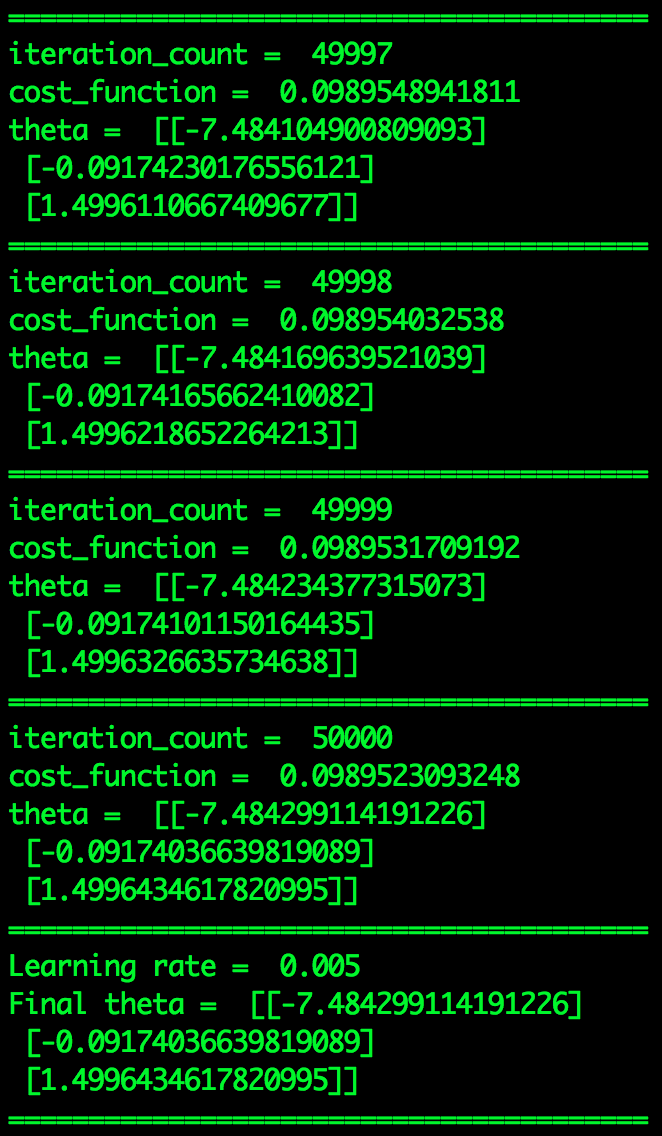 ========================================
iteration_count =  49997
cost_function =  0.0989548941811
theta =  [[-7.484104900809093]
 [-0.091742301765561​21]
 [1.4996110667409677]]
========================================
iteration_count =  49998
cost_function =  0.098954032538
theta =  [[-7.484169639521039]
 [-0.09174165662410082]
 [1.4996218652264213]]
========================================
iteration_count =  49999
cost_function =  0.0989531709192
theta =  [[-7.484234377315073]
 [-0.09174101150164435]
 [1.4996326635734638]]
========================================
iteration_count =  50000
cost_function =  0.0989523093248
theta =  [[-7.484299114191226]
 [-0.09174036639819089]
 [1.4996434617820995]]
========================================
Learning rate =  0.005
Final theta =  [[-7.484299114191226]
 [-0.09174036639819089]
 [1.4996434617820995]]
========================================